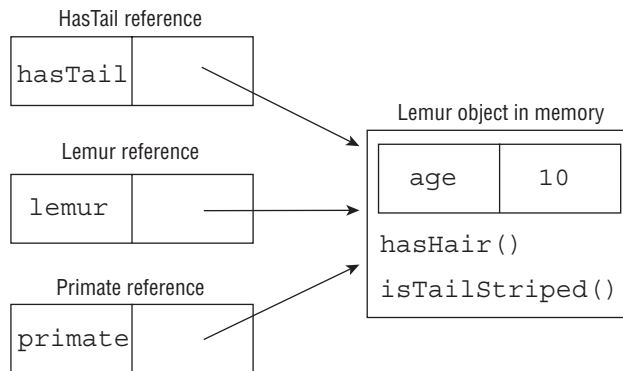 HasTail reference
hasTail
Lemur reference
lemur
Primate reference
primate
Lemur object in memory
age 10
hasHair()
isTailStriped()